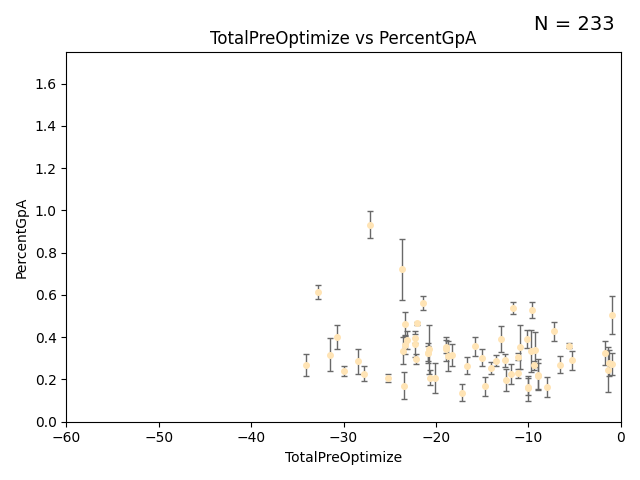 N = 233
TotalPreOptimize vs PercentGpA
PercentGpA
1.6
1.4
1.2
1.0
0.8
0.6
0.4
0.2
0.0
−60 −50 −40 −30 −20 −10 0
TotalPreOptimize